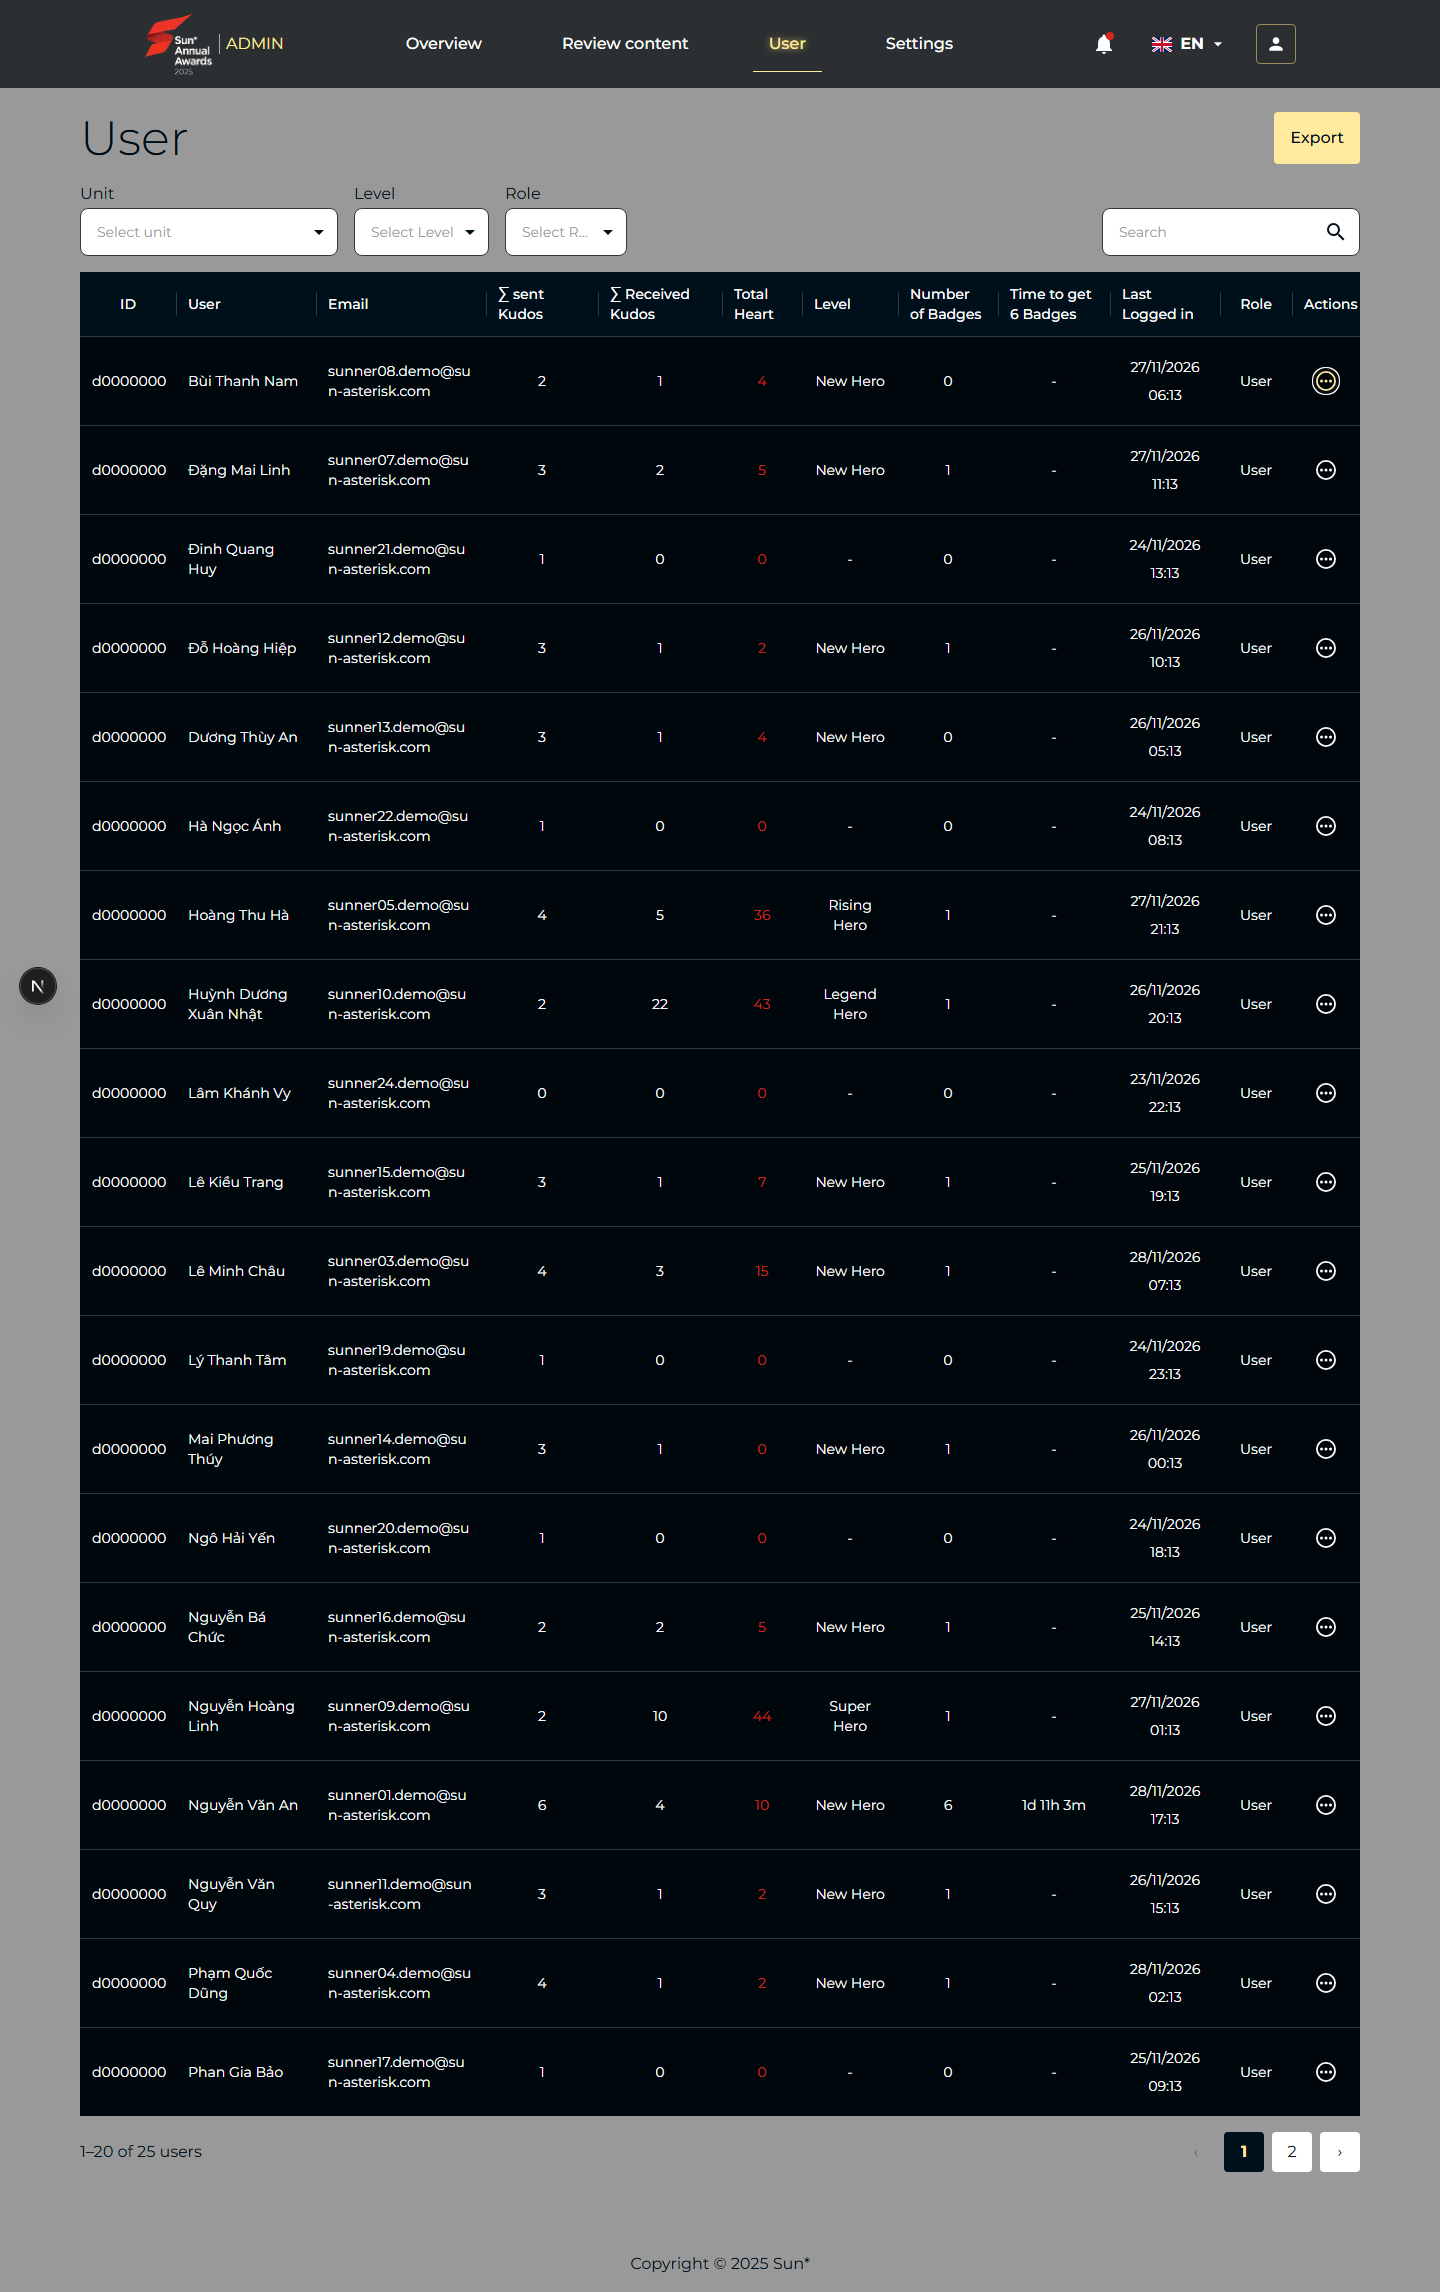 Sun*
Annual
Awards
2025
ADMIN
Overview
Review content
User
Settings
EN
User
Export
Unit
Level
Role
Select unit
Select Level
Select R...
Search
ID
User
Email
∑ sent
Kudos
∑ Received
Kudos
Total
Heart
Level
Number
of Badges
Time to get
6 Badges
Last
Logged in
Role
Actions
d0000000 Bùi Thanh Nam sunner08.demo@su 2 1 4 New Hero 0 - 27/11/2026 User
n-asterisk.com 06:13
d0000000 Đặng Mai Linh sunner07.demo@su 3 2 5 New Hero 1 - 27/11/2026 User
n-asterisk.com 11:13
d0000000 Đinh Quang sunner21.demo@su 1 0 0 - 0 - 24/11/2026 User
Huy n-asterisk.com 13:13
d0000000 Đỗ Hoàng Hiệp sunner12.demo@su 3 1 2 New Hero 1 - 26/11/2026 User
n-asterisk.com 10:13
d0000000 Dương Thùy An sunner13.demo@su 3 1 4 New Hero 0 - 26/11/2026 User
n-asterisk.com 05:13
d0000000 Hà Ngọc Ánh sunner22.demo@su 1 0 0 - 0 - 24/11/2026 User
n-asterisk.com 08:13
d0000000 Hoàng Thu Hà sunner05.demo@su 4 5 36 Rising 1 - 27/11/2026 User
n-asterisk.com Hero 21:13
d0000000 Huỳnh Dương sunner10.demo@su 2 22 43 Legend 1 - 26/11/2026 User
Xuân Nhật n-asterisk.com Hero 20:13
d0000000 Lâm Khánh Vy sunner24.demo@su 0 0 0 - 0 - 23/11/2026 User
n-asterisk.com 22:13
d0000000 Lê Kiều Trang sunner15.demo@su 3 1 7 New Hero 1 - 25/11/2026 User
n-asterisk.com 19:13
d0000000 Lê Minh Châu sunner03.demo@su 4 3 15 New Hero 1 - 28/11/2026 User
n-asterisk.com 07:13
d0000000 Lý Thanh Tâm sunner19.demo@su 1 0 0 - 0 - 24/11/2026 User
n-asterisk.com 23:13
d0000000 Mai Phương sunner14.demo@su 3 1 0 New Hero 1 - 26/11/2026 User
Thúy n-asterisk.com 00:13
d0000000 Ngô Hải Yến sunner20.demo@su 1 0 0 - 0 - 24/11/2026 User
n-asterisk.com 18:13
d0000000 Nguyễn Bá sunner16.demo@su 2 2 5 New Hero 1 - 25/11/2026 User
Chức n-asterisk.com 14:13
d0000000 Nguyễn Hoàng sunner09.demo@su 2 10 44 Super 1 - 27/11/2026 User
Linh n-asterisk.com Hero 01:13
d0000000 Nguyễn Văn An sunner01.demo@su 6 4 10 New Hero 6 1d 11h 3m 28/11/2026 User
n-asterisk.com 17:13
d0000000 Nguyễn Văn sunner11.demo@sun 3 1 2 New Hero 1 - 26/11/2026 User
Quy -asterisk.com 15:13
d0000000 Phạm Quốc sunner04.demo@su 4 1 2 New Hero 1 - 28/11/2026 User
Dũng n-asterisk.com 02:13
d0000000 Phan Gia Bảo sunner17.demo@su 1 0 0 - 0 - 25/11/2026 User
n-asterisk.com 09:13
N
1–20 of 25 users
‹ 1 2 ›
Copyright © 2025 Sun*